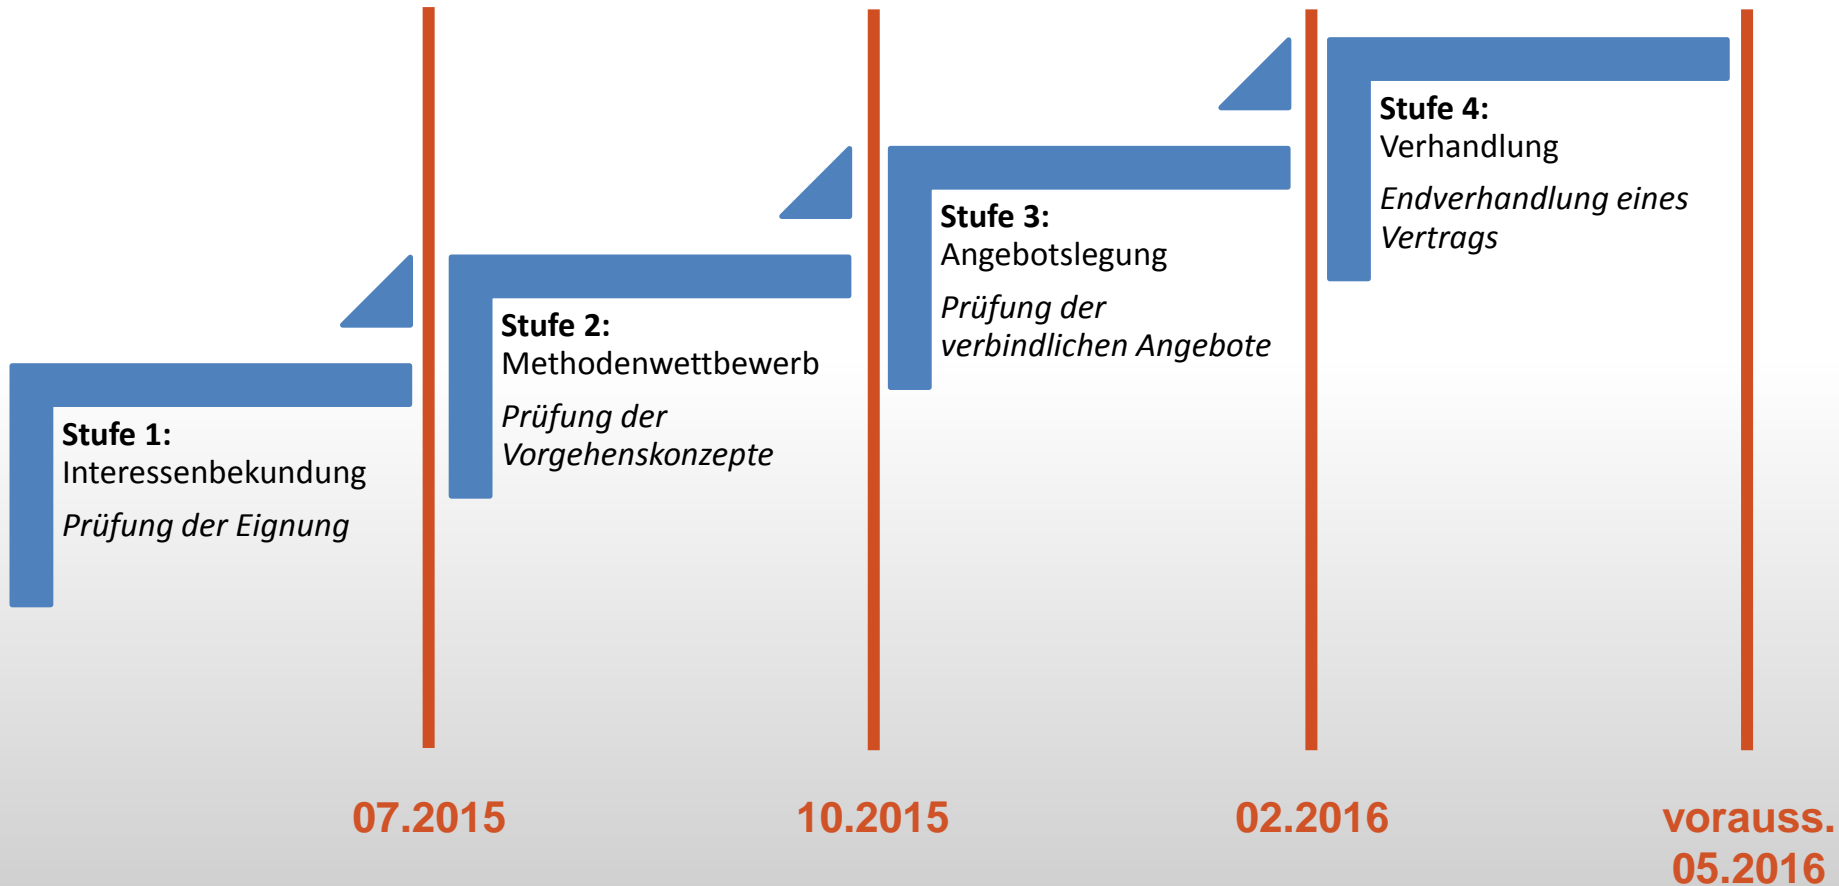 Stufe 1:
Interessenbekundung
Prüfung der Eignung
Stufe 2:
Methodenwettbewerb
Prüfung der
Vorgehenskonzepte
Stufe 3:
Angebotslegung
Prüfung der
verbindlichen Angebote
Stufe 4:
Verhandlung
Endverhandlung eines
Vertrags
07.2015
10.2015
02.2016
vorauss.
05.2016